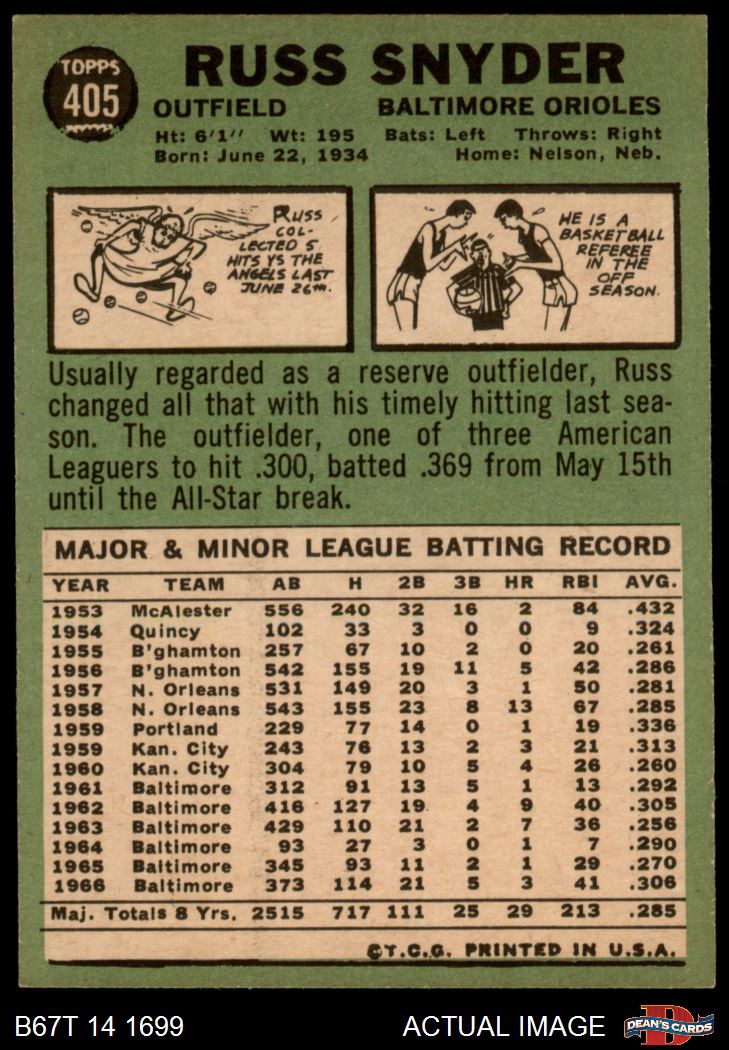 TOPPS
405
RUSS SNYDER
OUTFIELD BALTIMORE ORIOLES
Ht: 6'1" Wt: 195 Bats: Left Throws: Right
Born: June 22, 1934 Home: Nelson, Neb.
RUSS
COL-
LECTED 5
HITS VS THE
ANGELS LAST
JUNE 26TH.
HE IS A
BASKETBALL
REFEREE
IN THE
OFF
SEASON.
Usually regarded as a reserve outfielder, Russ
changed all that with his timely hitting last sea-
son. The outfielder, one of three American
Leaguers to hit .300, batted .369 from May 15th
until the All-Star break.
MAJOR & MINOR LEAGUE BATTING RECORD
YEAR TEAM AB H 2B 3B HR RBI AVG.
1953 McAlester 556 240 32 16 2 84 .432
1954 Quincy 102 33 3 0 0 9 .324
1955 B'ghamton 257 67 10 2 0 20 .261
1956 B'ghamton 542 155 19 11 5 42 .286
1957 N. Orleans 531 149 20 3 1 50 .281
1958 N. Orleans 543 155 23 8 13 67 .285
1959 Portland 229 77 14 0 1 19 .336
1959 Kan. City 243 76 13 2 3 21 .313
1960 Kan. City 304 79 10 5 4 26 .260
1961 Baltimore 312 91 13 5 1 13 .292
1962 Baltimore 416 127 19 4 9 40 .305
1963 Baltimore 429 110 21 2 7 36 .256
1964 Baltimore 93 27 3 0 1 7 .290
1965 Baltimore 345 93 11 2 1 29 .270
1966 Baltimore 373 114 21 5 3 41 .306
Maj. Totals 8 Yrs. 2515 717 111 25 29 213 .285
©T.C.G. PRINTED IN U.S.A.
B67T 14 1699 ACTUAL IMAGE
D
DEAN'S CARDS